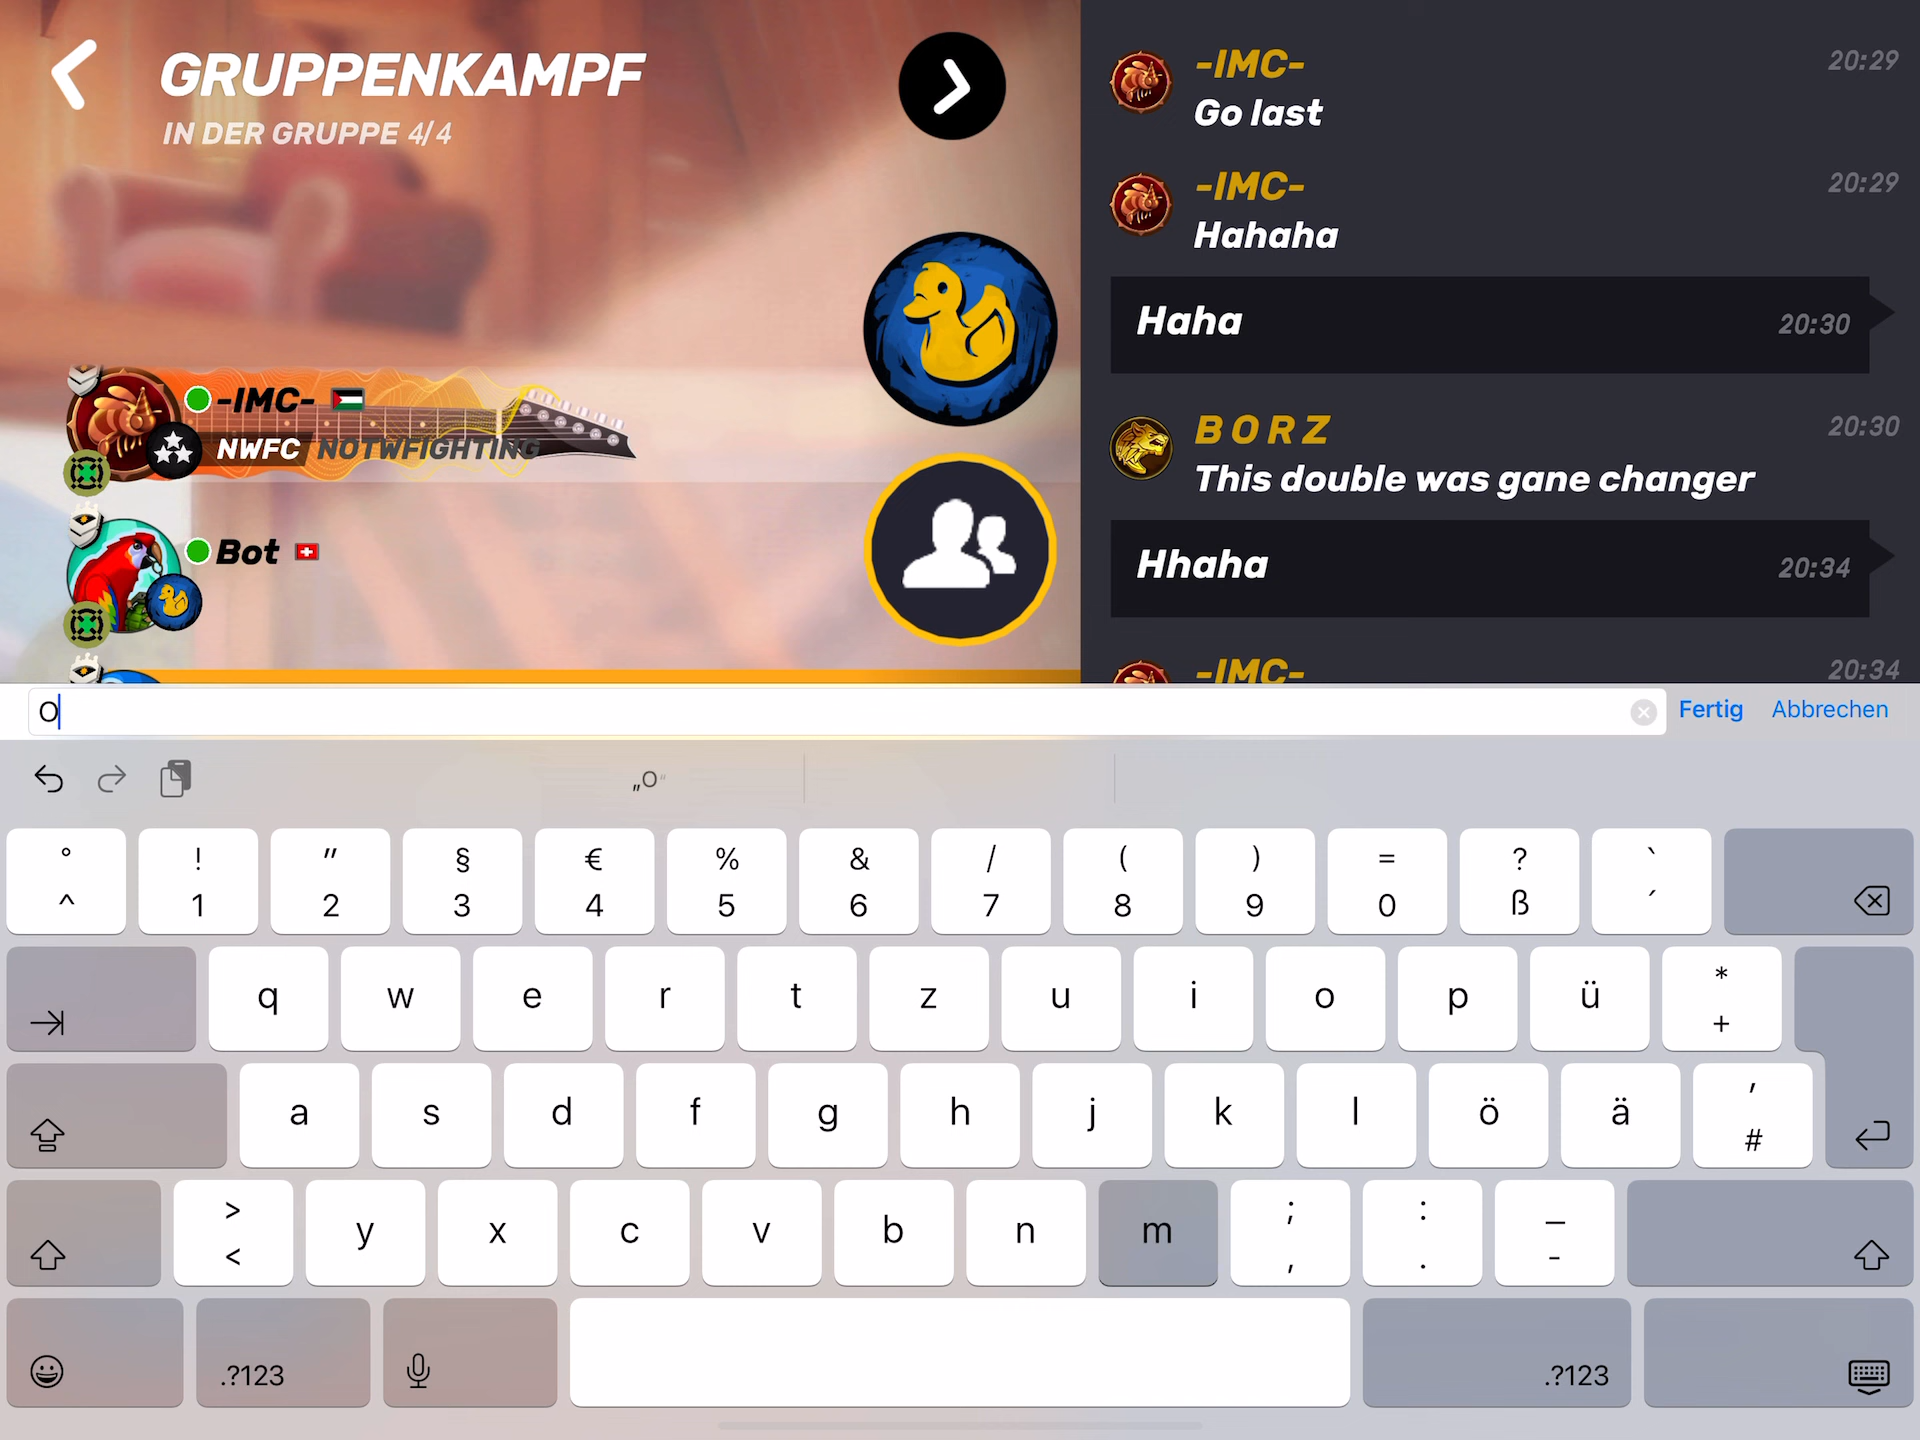 GRUPPENKAMPF
IN DER GRUPPE 4/4
-IMC-
NWFC NOTWFIGHTING
Bot
-IMC- 20:29
Go last
-IMC- 20:29
Hahaha
Haha 20:30
B O R Z 20:30
This double was gane changer
Hhaha 20:34
-IMC- 20:34
O Fertig Abbrechen
„O“
° ! " § € % & / ( ) = ? `
^ 1 2 3 4 5 6 7 8 9 0 ß ´
q w e r t z u i o p ü * +
a s d f g h j k l ö ä ' #
> < y x c v b n m ; , : . _ -
.?123 .?123